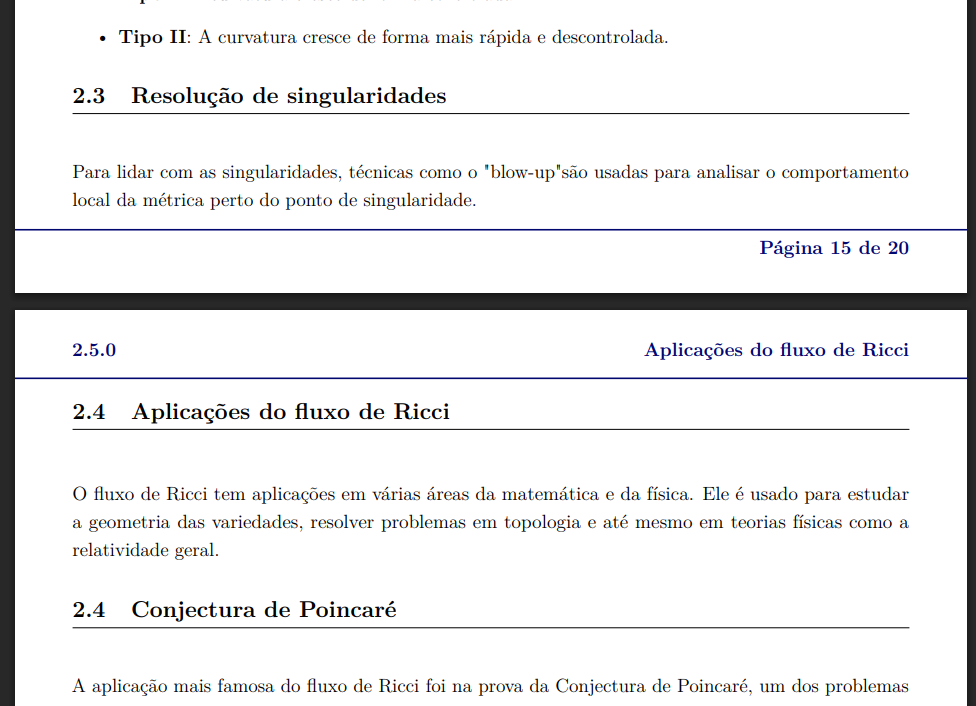 • Tipo II: A curvatura cresce de forma mais rápida e descontrolada.
2.3 Resolução de singularidades
Para lidar com as singularidades, técnicas como o "blow-up"são usadas para analisar o comportamento
local da métrica perto do ponto de singularidade.
Página 15 de 20
2.5.0 Aplicações do fluxo de Ricci
2.4 Aplicações do fluxo de Ricci
O fluxo de Ricci tem aplicações em várias áreas da matemática e da física. Ele é usado para estudar
a geometria das variedades, resolver problemas em topologia e até mesmo em teorias físicas como a
relatividade geral.
2.4 Conjectura de Poincaré
A aplicação mais famosa do fluxo de Ricci foi na prova da Conjectura de Poincaré, um dos problemas